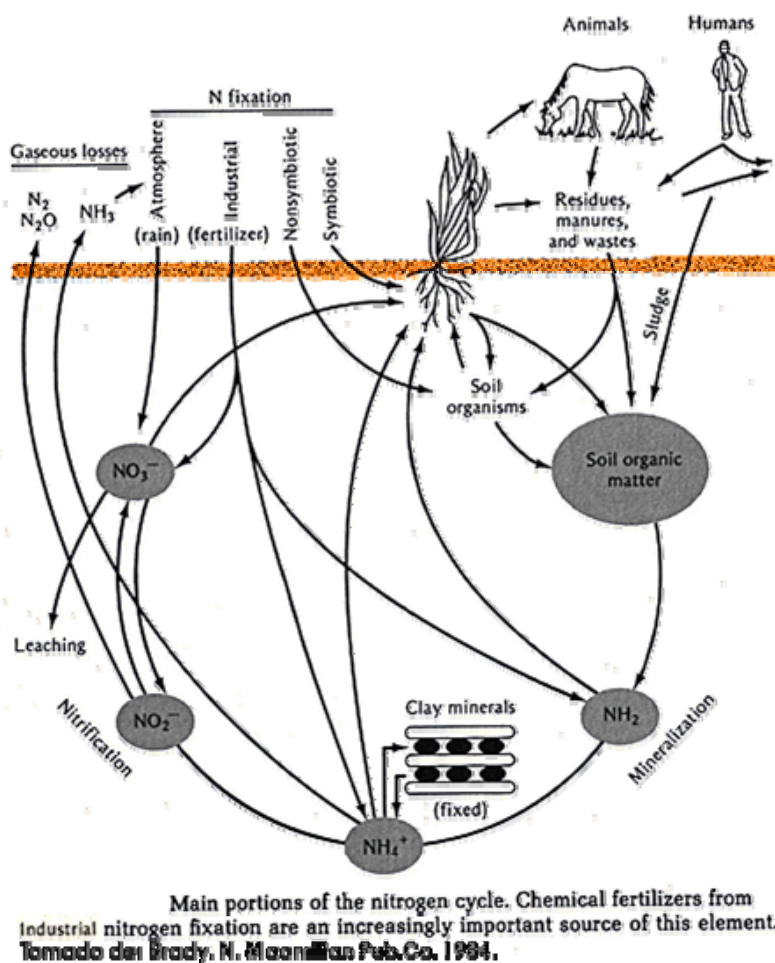 Animals
Humans
N fixation
Gaseous losses
N2
N2O
NH3
Atmosphere
(rain)
Industrial
(fertilizer)
Nonsymbiotic
Symbiotic
Residues,
manures,
and wastes
Sludge
Soil
organisms
Soil organic
matter
NO3−
Leaching
Nitrification
NO2−
Clay minerals
(fixed)
NH2
Mineralization
NH4+
Main portions of the nitrogen cycle. Chemical fertilizers from
Industrial nitrogen fixation are an increasingly important source of this element.
Tomado de: Brady. N. Macmillan Pub.Co. 1984.